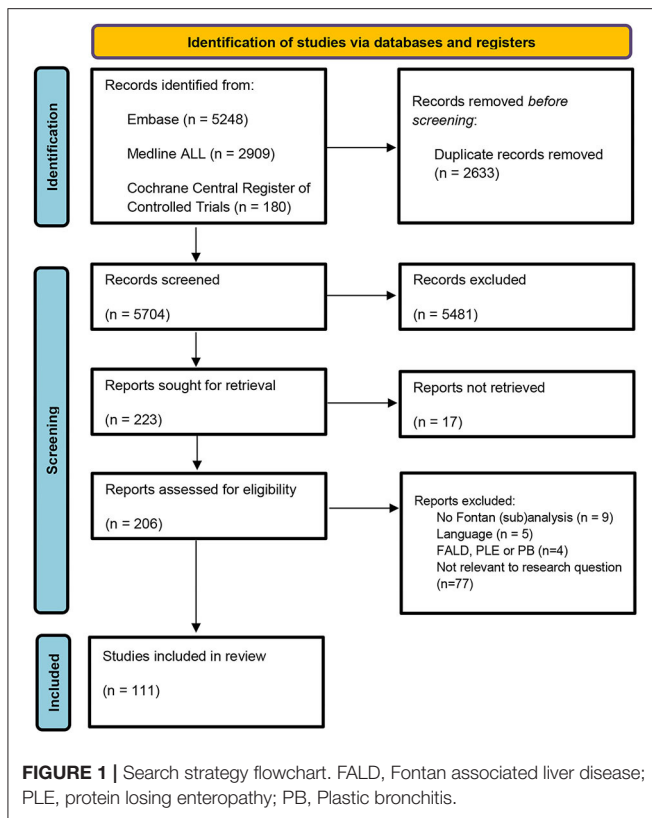 Identification of studies via databases and registers
Identification
Records identified from:
Embase (n = 5248)
Medline ALL (n = 2909)
Cochrane Central Register of
Controlled Trials (n = 180)
Records removed before
screening:
Duplicate records removed
(n = 2633)
Screening
Records screened
(n = 5704)
Records excluded
(n = 5481)
Reports sought for retrieval
(n = 223)
Reports not retrieved
(n = 17)
Reports assessed for eligibility
(n = 206)
Reports excluded:
No Fontan (sub)analysis (n = 9)
Language (n = 5)
FALD, PLE or PB (n=4)
Not relevant to research question
(n=77)
Included
Studies included in review
(n = 111)
FIGURE 1 | Search strategy flowchart. FALD, Fontan associated liver disease;
PLE, protein losing enteropathy; PB, Plastic bronchitis.